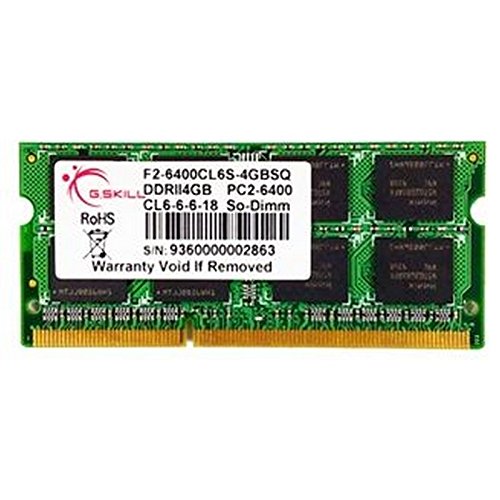 F2-6400CL6S-4GBSQ
G.SKILL
DDRII4GB PC2-6400
CL6-6-6-18 So-Dimm
RoHS
S/N: 9360000002863
Warranty Void If Removed